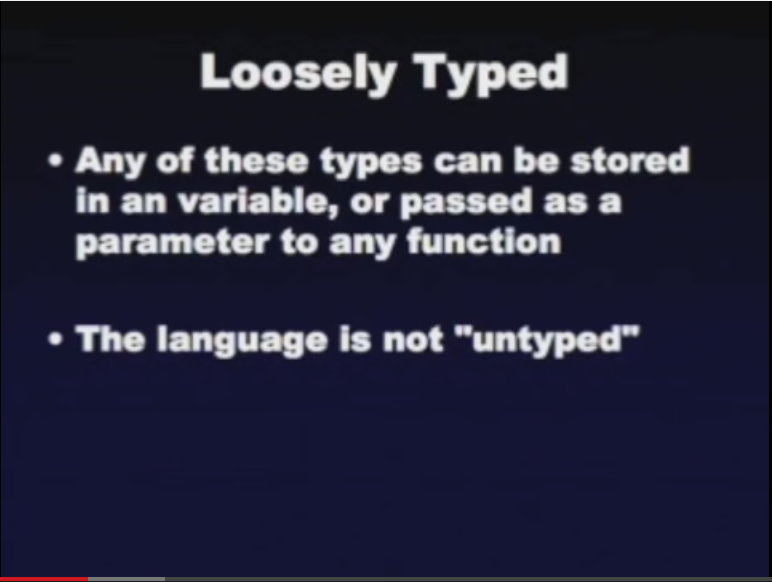 Loosely Typed
• Any of these types can be stored
in an variable, or passed as a
parameter to any function
• The language is not "untyped"